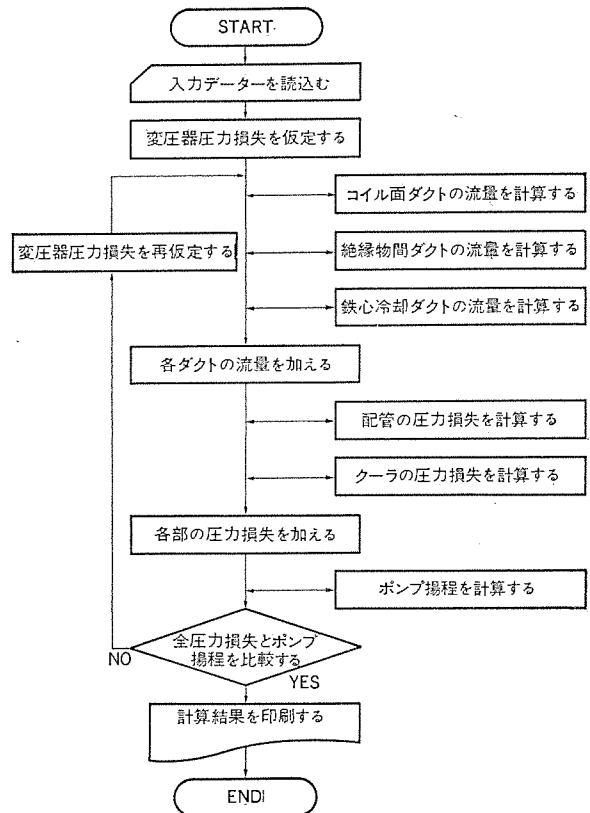 START
入力データーを読込む
変圧器圧力損失を仮定する
コイル面ダクトの流量を計算する
変圧器圧力損失を再仮定する
絶縁物間ダクトの流量を計算する
鉄心冷却ダクトの流量を計算する
各ダクトの流量を加える
配管の圧力損失を計算する
クーラの圧力損失を計算する
各部の圧力損失を加える
ポンプ揚程を計算する
全圧力損失とポンプ
揚程を比較する
NO
YES
計算結果を印刷する
END